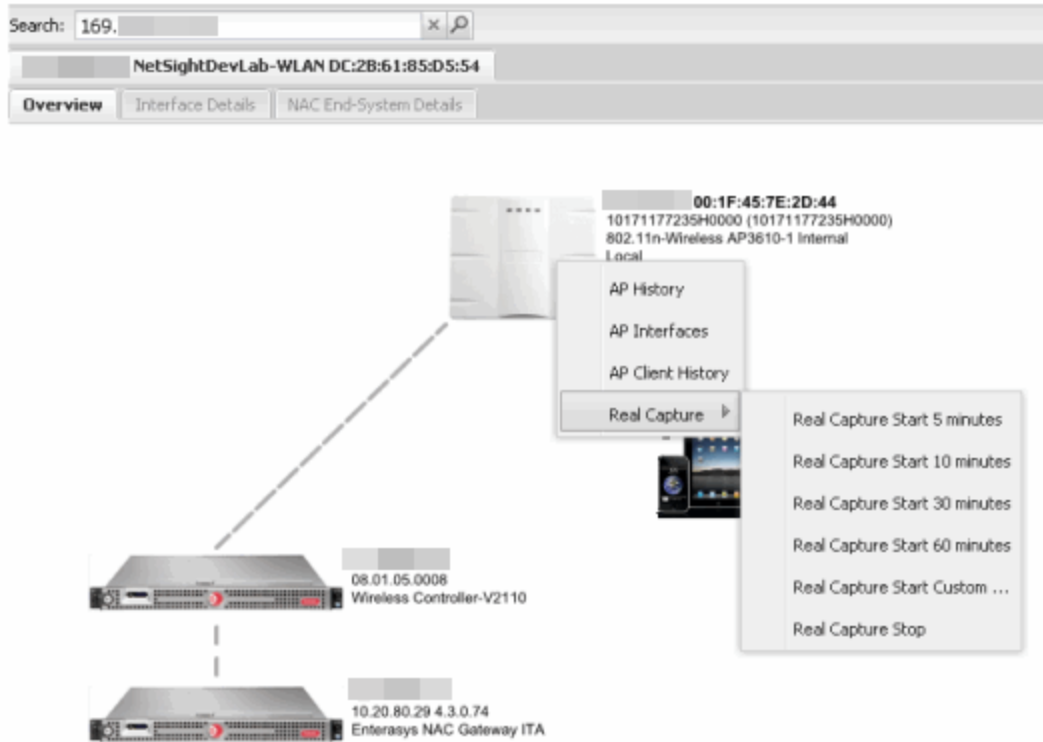 Search: 169.
NetSightDevLab-WLAN DC:2B:61:85:D5:54
Overview Interface Details NAC End-System Details
00:1F:45:7E:2D:44
10171177235H0000 (10171177235H0000)
802.11n-Wireless AP3610-1 Internal
Local
AP History
AP Interfaces
AP Client History
Real Capture
Real Capture Start 5 minutes
Real Capture Start 10 minutes
Real Capture Start 30 minutes
Real Capture Start 60 minutes
Real Capture Start Custom ...
Real Capture Stop
08.01.05.0008
Wireless Controller-V2110
10.20.80.29 4.3.0.74
Enterasys NAC Gateway ITA